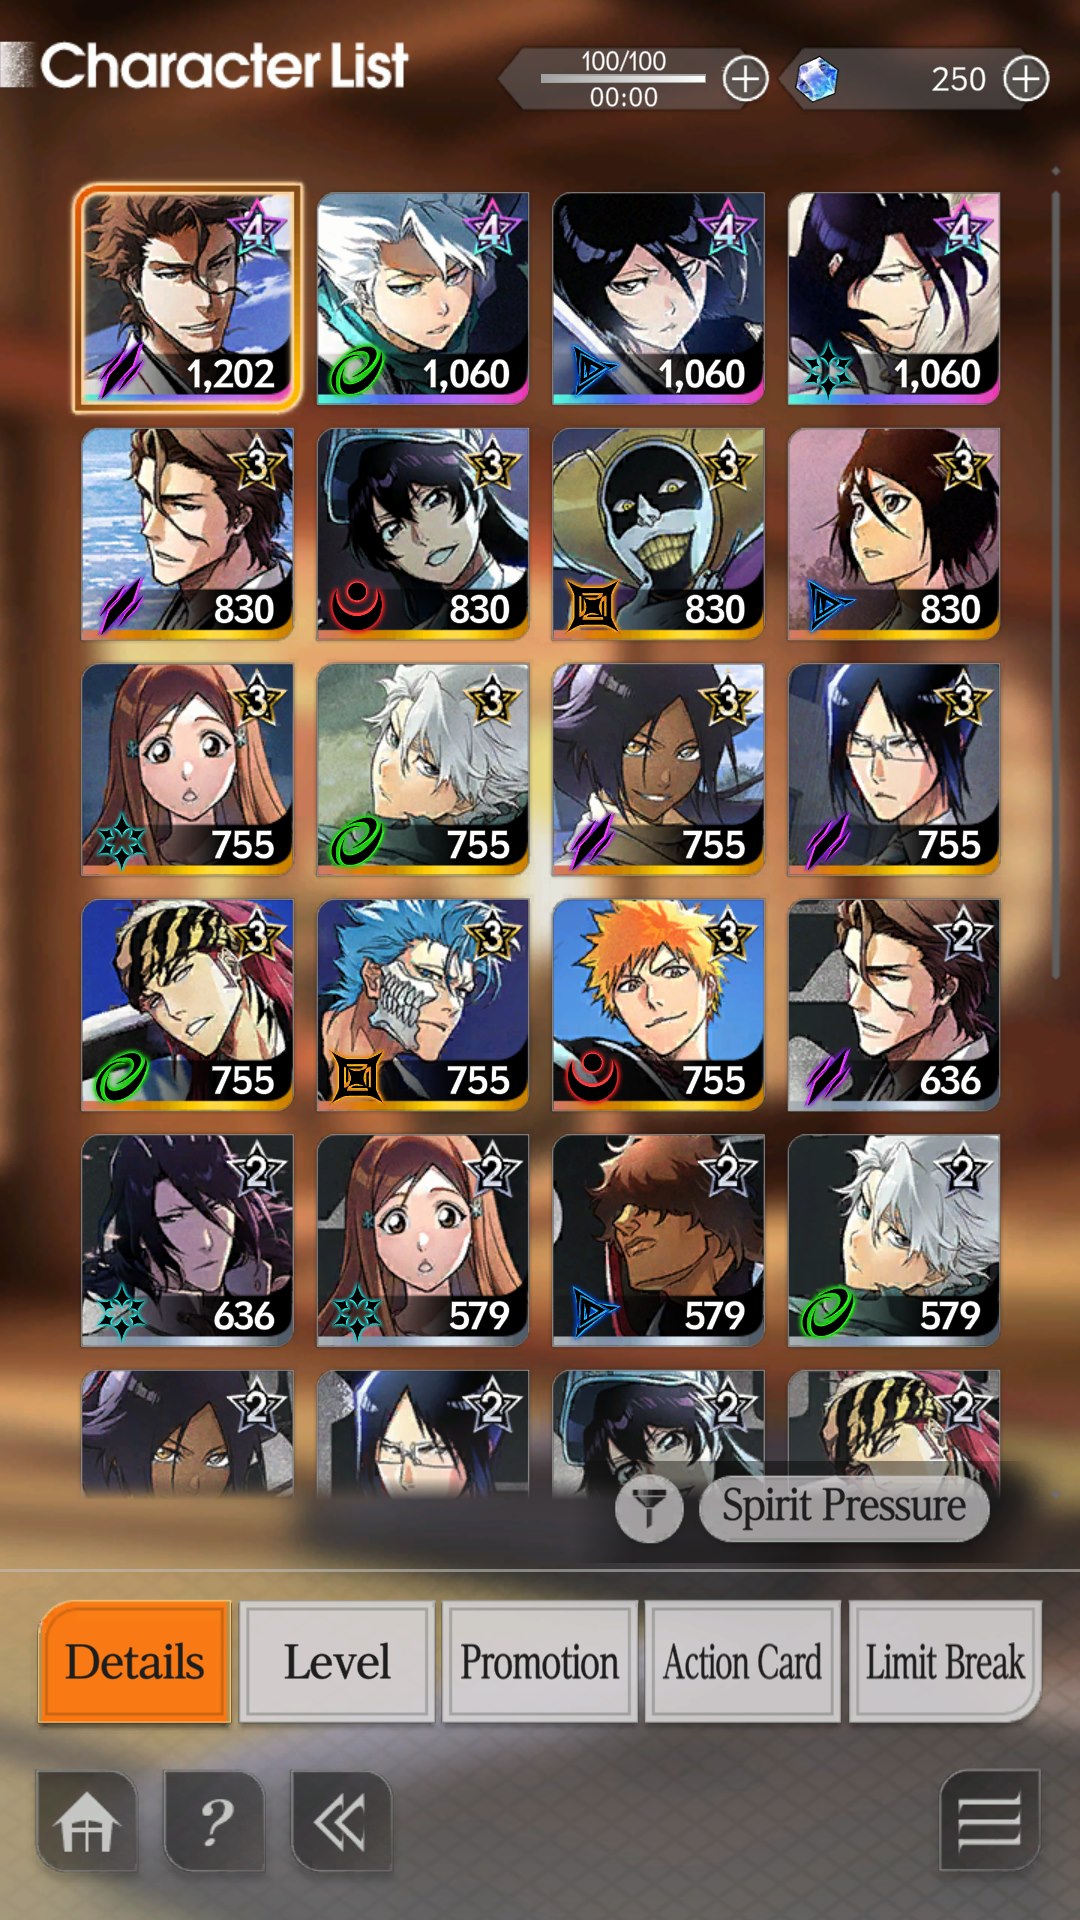 Character List
100/100
00:00
250
4 4 4 4
1,202 1,060 1,060 1,060
3 3 3 3
830 830 830 830
3 3 3 3
755 755 755 755
3 3 3 2
755 755 755 636
2 2 2 2
636 579 579 579
2 2 2 2
Spirit Pressure
Details Level Promotion Action Card Limit Break
?